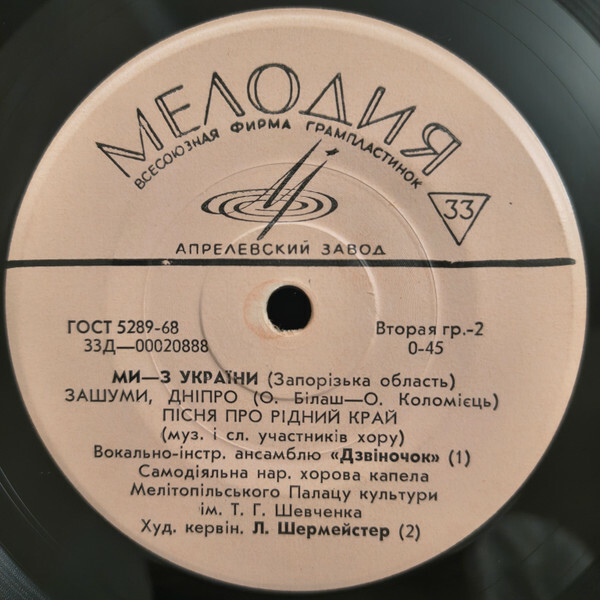 МЕЛОДИЯ
ВСЕСОЮЗНАЯ ФИРМА ГРАМПЛАСТИНОК
33
АПРЕЛЕВСКИЙ ЗАВОД
ГОСТ 5289-68 Вторая гр.-2
33Д—00020888 0-45
МИ—З УКРАЇНИ (Запорізька область)
ЗАШУМИ, ДНІПРО (О. Білаш—О. Коломієць)
ПІСНЯ ПРО РІДНИЙ КРАЙ
(муз. і сл. участників хору)
Вокально-інстр. ансамблю «Дзвіночок» (1)
Самодіяльна нар. хорова капела
Мелітопільського Палацу культури
ім. Т. Г. Шевченка
Худ. кервін. Л. Шермейстер (2)